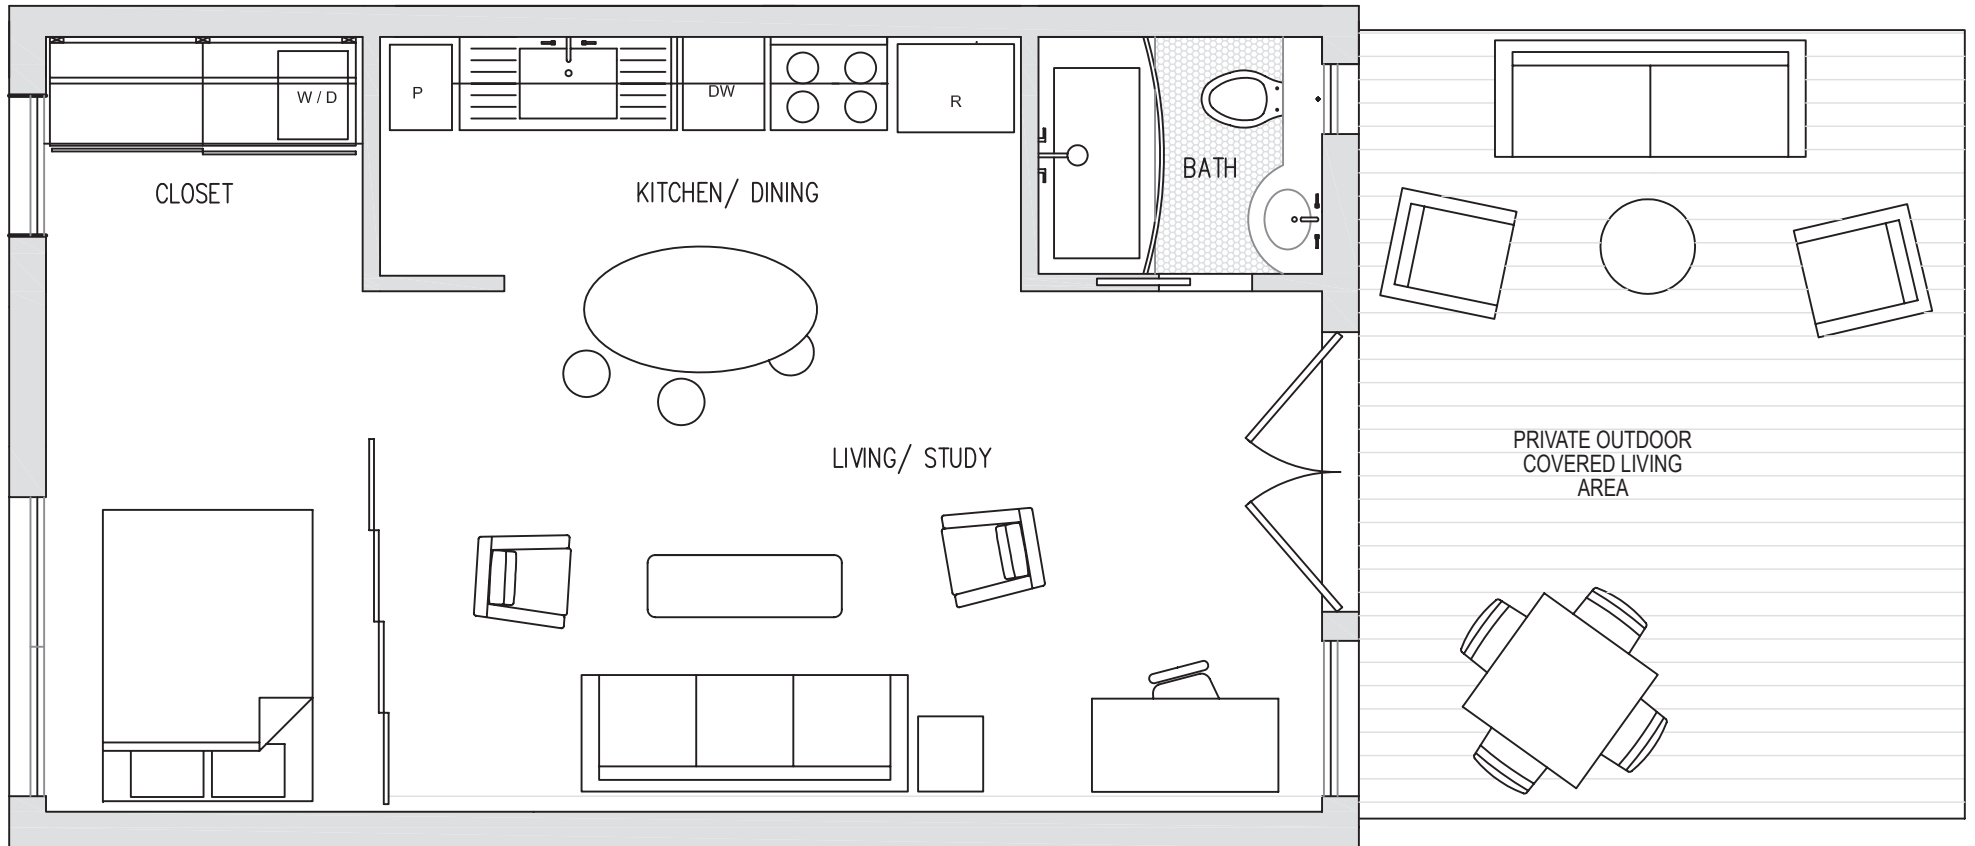 W / D
P
DW
R
BATH
CLOSET
KITCHEN/ DINING
LIVING/ STUDY
PRIVATE OUTDOOR
COVERED LIVING
AREA